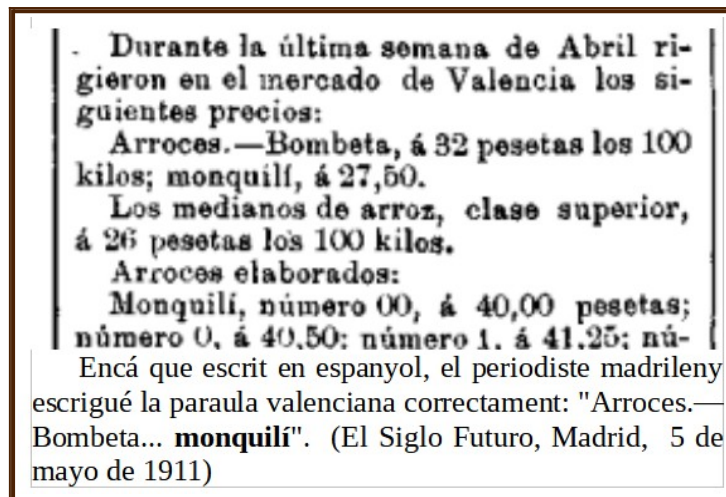 Durante la última semana de Abril ri-
gieron en el mercado de Valencia los si-
guientes precios:
Arroces.—Bombeta, á 32 pesetas los 100
kilos; monquilí, á 27,50.
Los medianos de arroz, clase superior,
á 26 pesetas los 100 kilos.
Arroces elaborados:
Monquilí, número 00, á 40,00 pesetas;
número 0, á 40,50; número 1, á 41,25; nú-
Encá que escrit en espanyol, el periodiste madrileny
escrigué la paraula valenciana correctament: "Arroces.—
Bombeta... monquilí". (El Siglo Futuro, Madrid, 5 de
mayo de 1911)